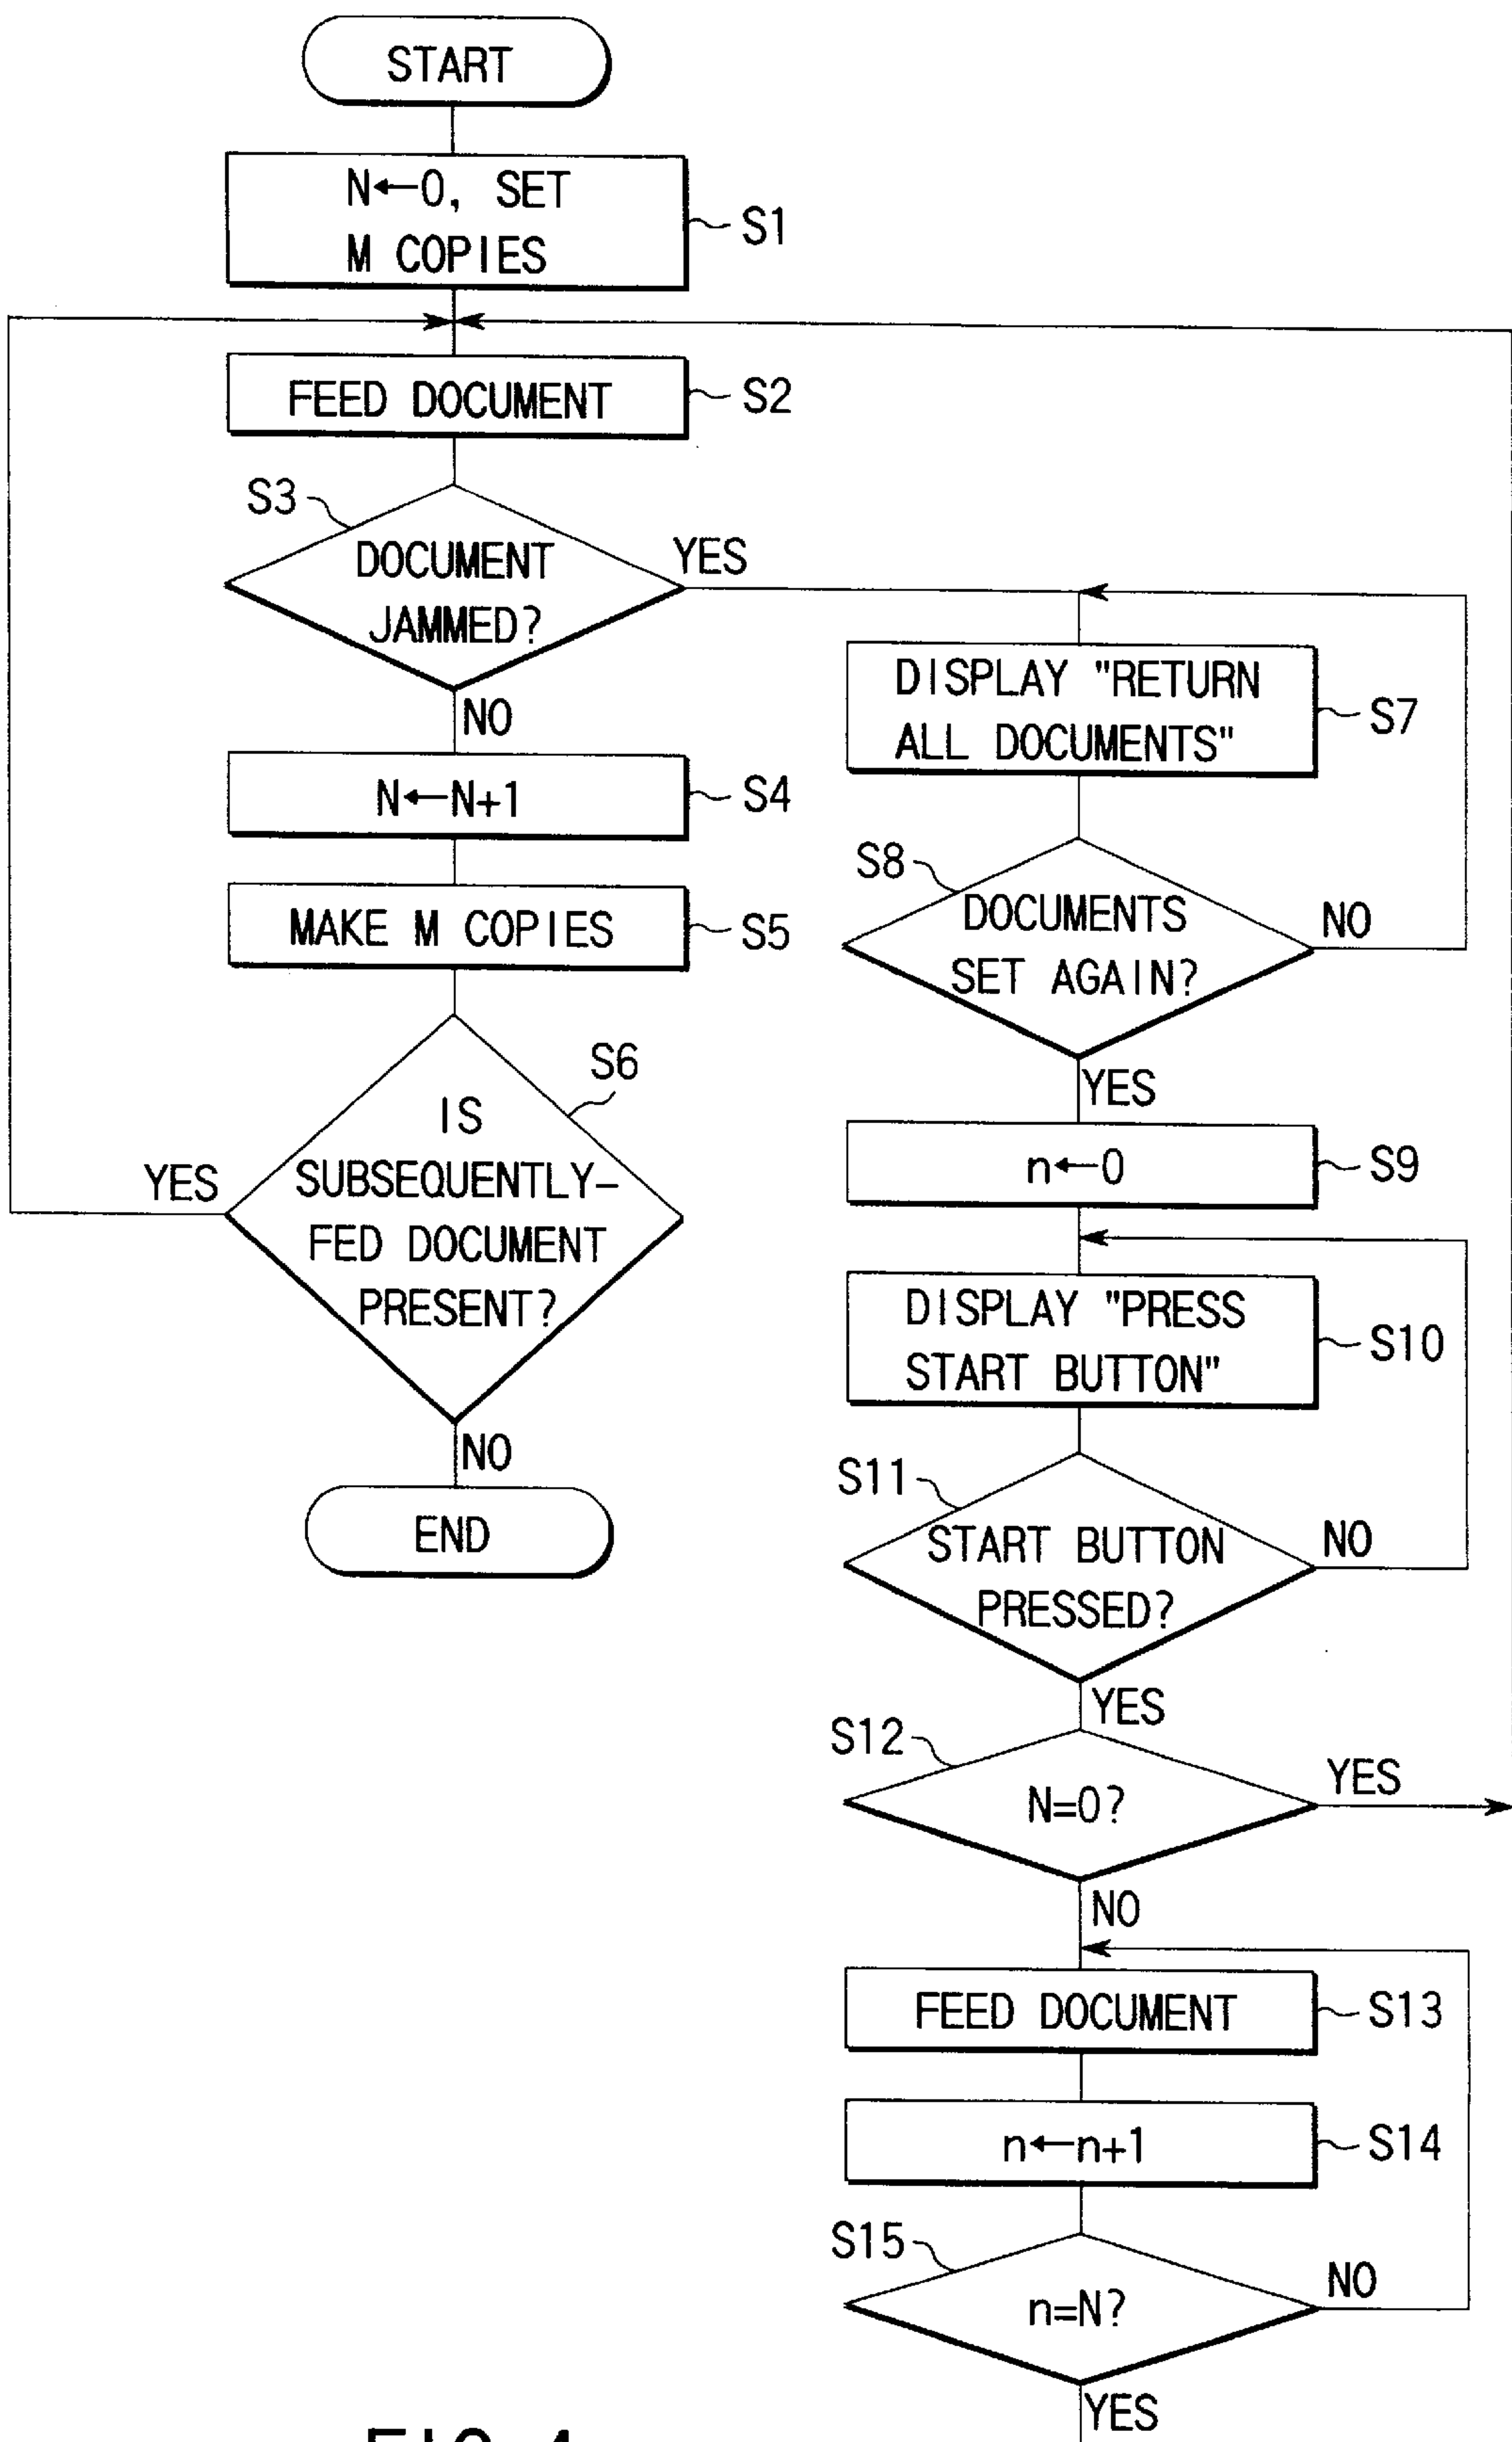 START
N←0, SET
M COPIES
S1
FEED DOCUMENT
S2
S3
DOCUMENT
JAMMED?
YES
NO
N←N+1
S4
MAKE M COPIES
S5
S6
IS
SUBSEQUENTLY-
FED DOCUMENT
PRESENT?
YES
NO
END
DISPLAY "RETURN
ALL DOCUMENTS"
S7
S8
DOCUMENTS
SET AGAIN?
NO
YES
n←0
S9
DISPLAY "PRESS
START BUTTON"
S10
S11
START BUTTON
PRESSED?
NO
YES
S12
N=0?
YES
NO
FEED DOCUMENT
S13
n←n+1
S14
S15
n=N?
NO
YES